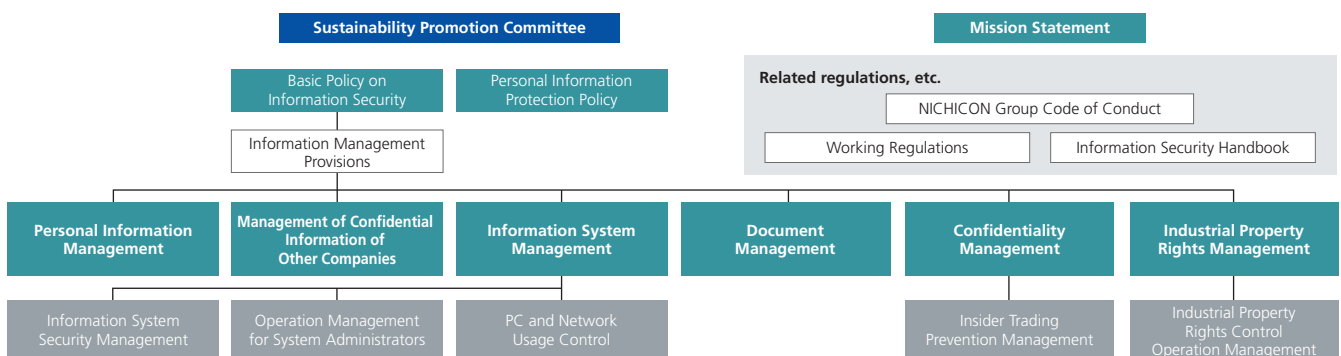 Sustainability Promotion Committee
Mission Statement
Basic Policy on
Information Security
Personal Information
Protection Policy
Related regulations, etc.
NICHICON Group Code of Conduct
Information Management
Provisions
Working Regulations
Information Security Handbook
Personal Information
Management
Management of Confidential
Information of
Other Companies
Information System
Management
Document
Management
Confidentiality
Management
Industrial Property
Rights Management
Information System
Security Management
Operation Management
for System Administrators
PC and Network
Usage Control
Insider Trading
Prevention Management
Industrial Property
Rights Control
Operation Management